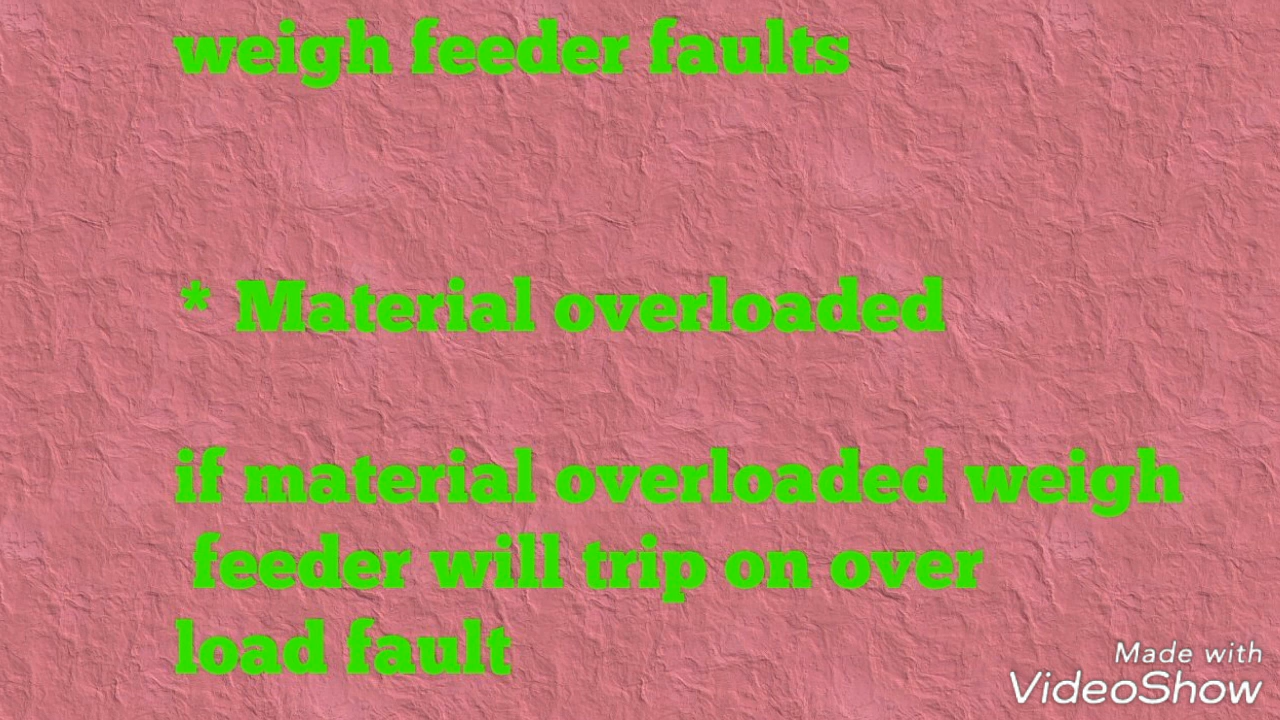 weigh feeder faults
* Material overloaded
if material overloaded weigh
feeder will trip on over
load fault
Made with
VideoShow